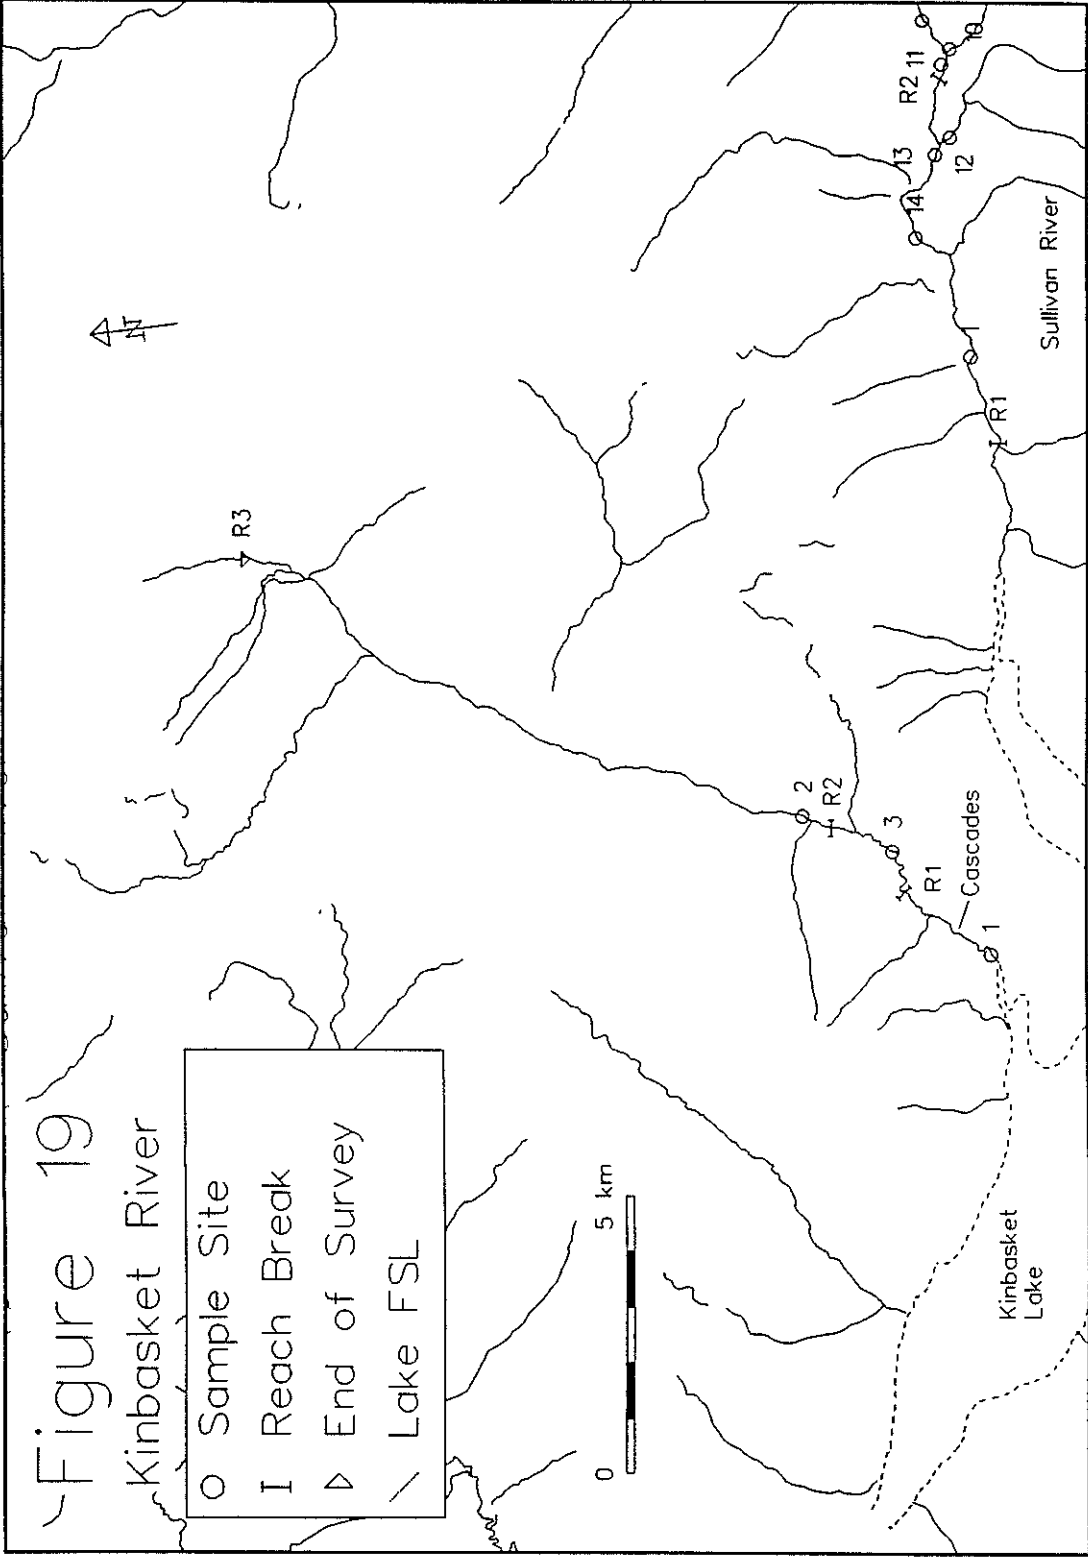 Figure 19
Kinbasket River
Sample Site
Reach Break
End of Survey
Lake FSL
0 5 km
N
R3
2
R2
3
R1
Cascades
1
Kinbasket
Lake
R1
1
14
13
12
R2 11
10
Sullivan River